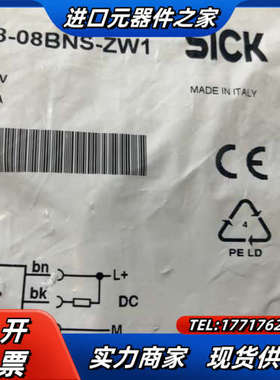 进口元器件之家
3-08BNS-ZW1
SICK
V
A
MADE IN ITALY
CE
4
PE LD
bn
L+
bk
DC
M
开
票
TEL:1771762
实力商家 现货供